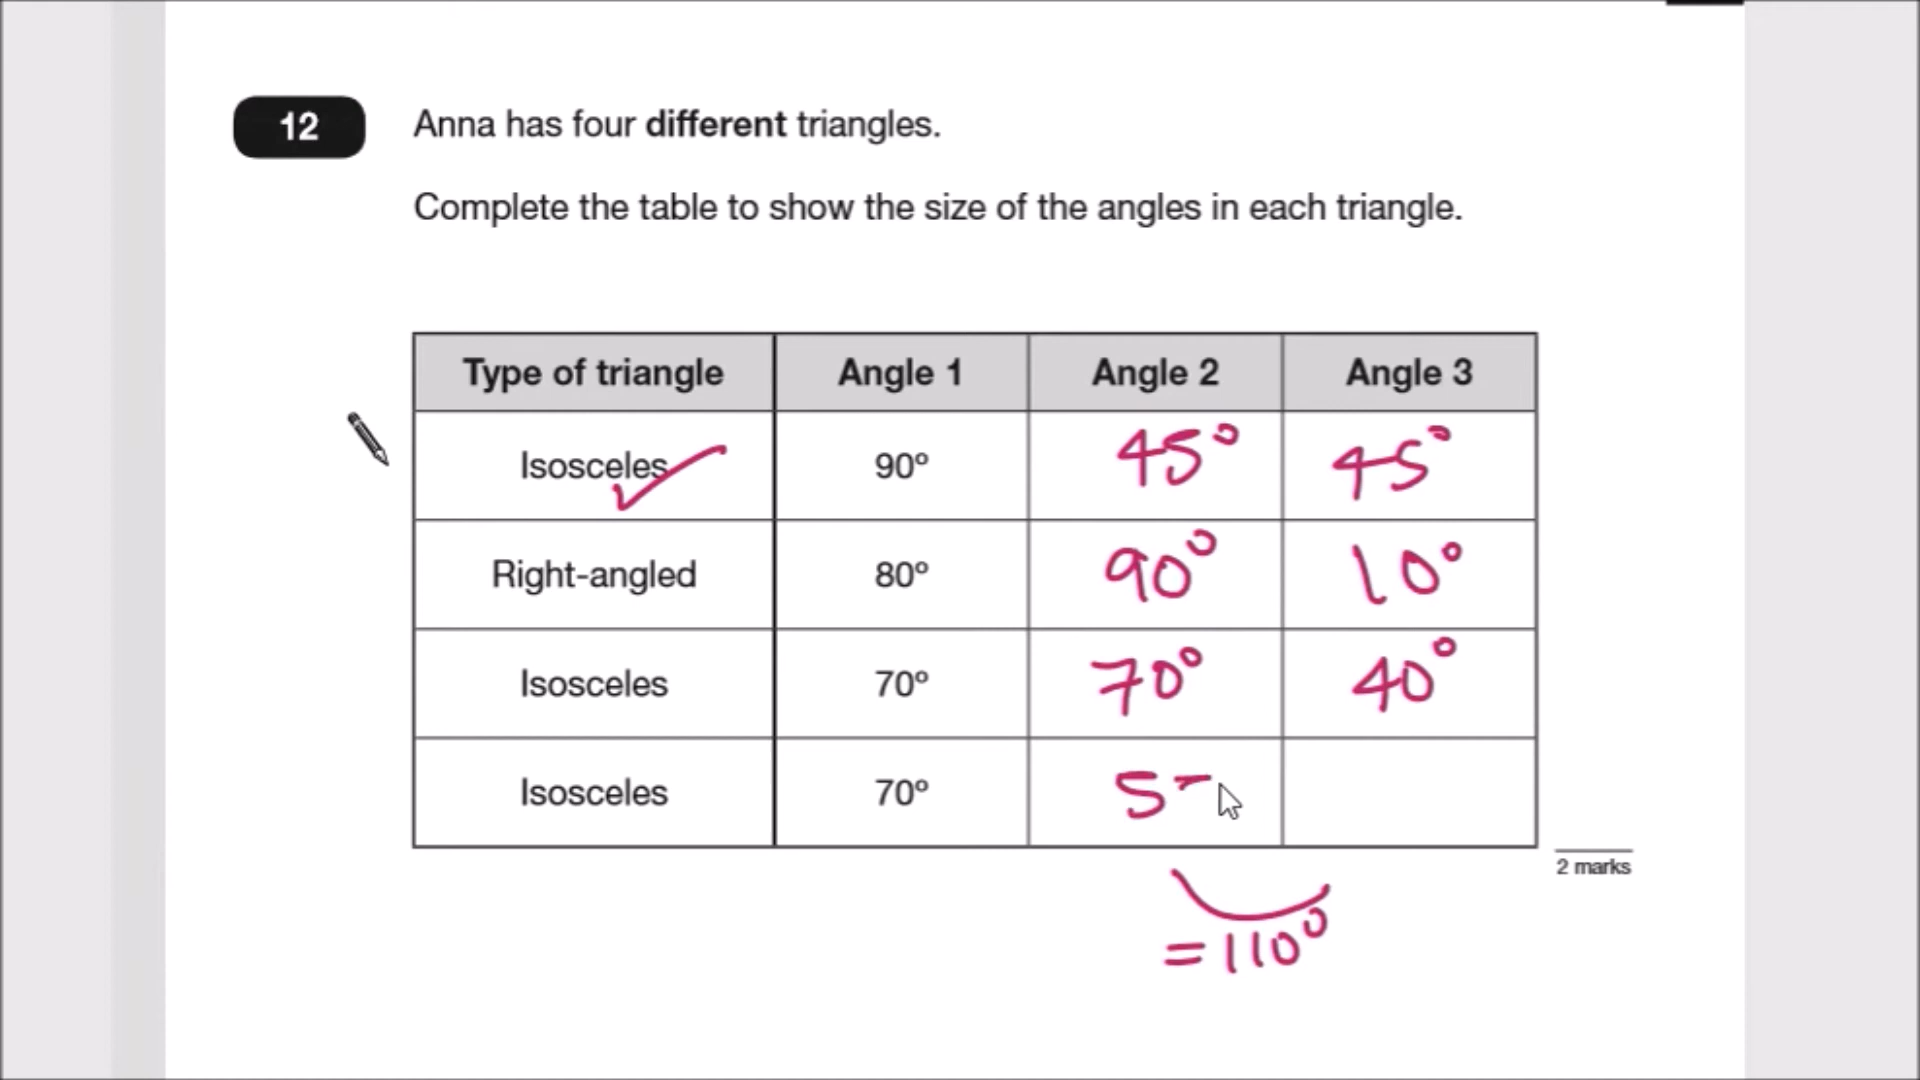 12 Anna has four different triangles.
Complete the table to show the size of the angles in each triangle.
Type of triangle Angle 1 Angle 2 Angle 3
Isosceles 90° 45° 45°
Right-angled 80° 90° 10°
Isosceles 70° 70° 40°
Isosceles 70° 5
2 marks
= 110°